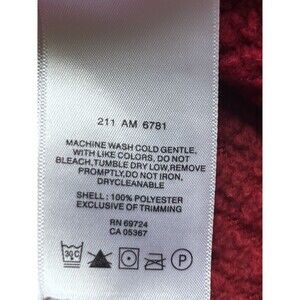 211 AM 6781
MACHINE WASH COLD GENTLE,
WITH LIKE COLORS, DO NOT
BLEACH,TUMBLE DRY LOW,REMOVE
PROMPTLY,DO NOT IRON,
DRYCLEANABLE
SHELL : 100% POLYESTER
EXCLUSIVE OF TRIMMING
RN 69724
CA 05367
30 C P